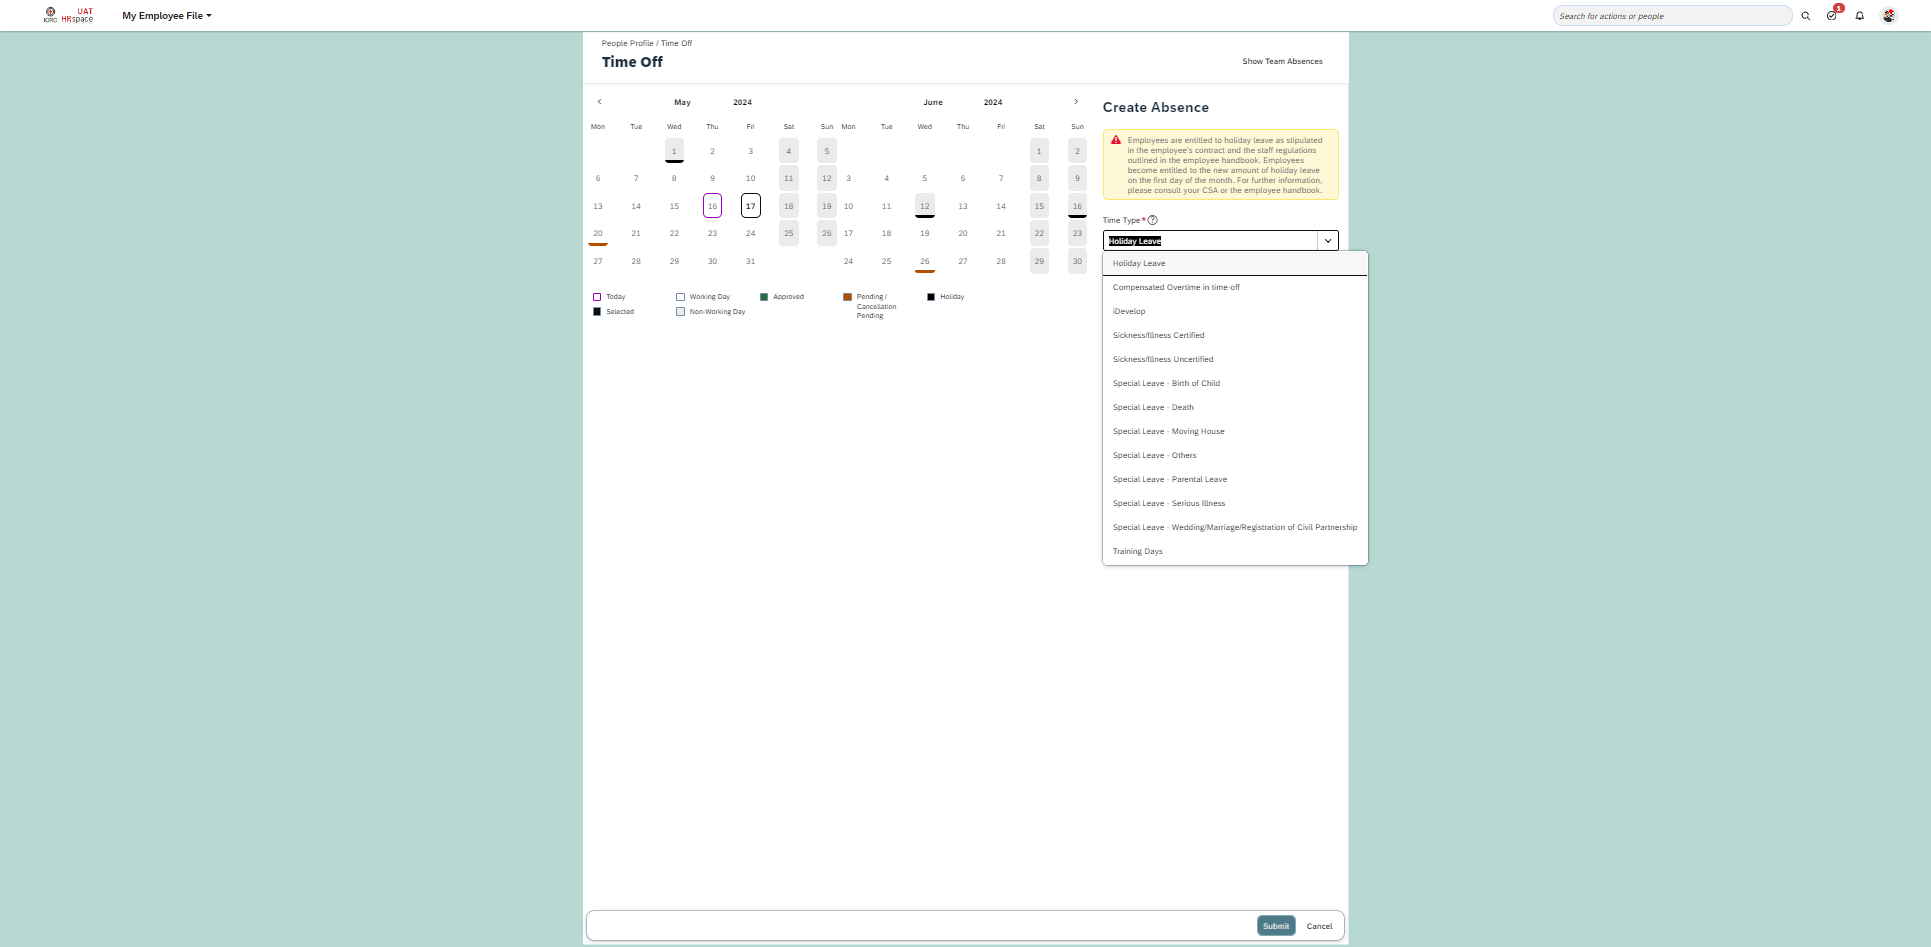 ICRC
UAT
HRspace
My Employee File
Search for actions or people
1
People Profile / Time Off
Time Off
Show Team Absences
May 2024
Mon Tue Wed Thu Fri Sat Sun
1 2 3 4 5
6 7 8 9 10 11 12
13 14 15 16 17 18 19
20 21 22 23 24 25 26
27 28 29 30 31
June 2024
Mon Tue Wed Thu Fri Sat Sun
1 2
3 4 5 6 7 8 9
10 11 12 13 14 15 16
17 18 19 20 21 22 23
24 25 26 27 28 29 30
Today
Working Day
Approved
Pending /
Cancellation
Pending
Holiday
Selected
Non-Working Day
Create Absence
Employees are entitled to holiday leave as stipulated
in the employee's contract and the staff regulations
outlined in the employee handbook. Employees
become entitled to the new amount of holiday leave
on the first day of the month. For further information,
please consult your CSA or the employee handbook.
Time Type*
Holiday Leave
Holiday Leave
Compensated Overtime in time-off
iDevelop
Sickness/Illness Certified
Sickness/Illness Uncertified
Special Leave - Birth of Child
Special Leave - Death
Special Leave - Moving House
Special Leave - Others
Special Leave - Parental Leave
Special Leave - Serious Illness
Special Leave - Wedding/Marriage/Registration of Civil Partnership
Training Days
Submit
Cancel